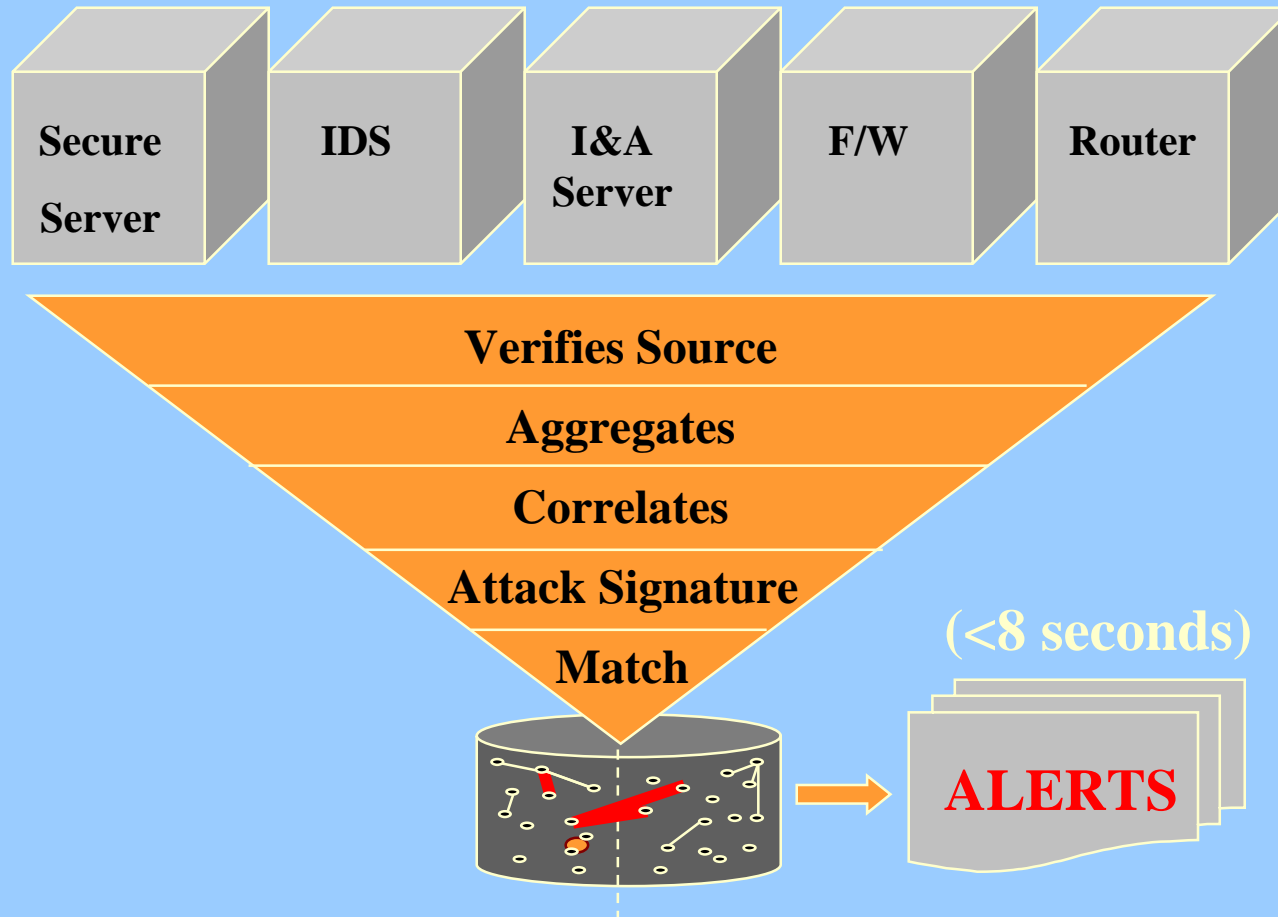 Secure
Server
IDS
I&A
Server
F/W
Router
Verifies Source
Aggregates
Correlates
Attack Signature
Match
(<8 seconds)
ALERTS